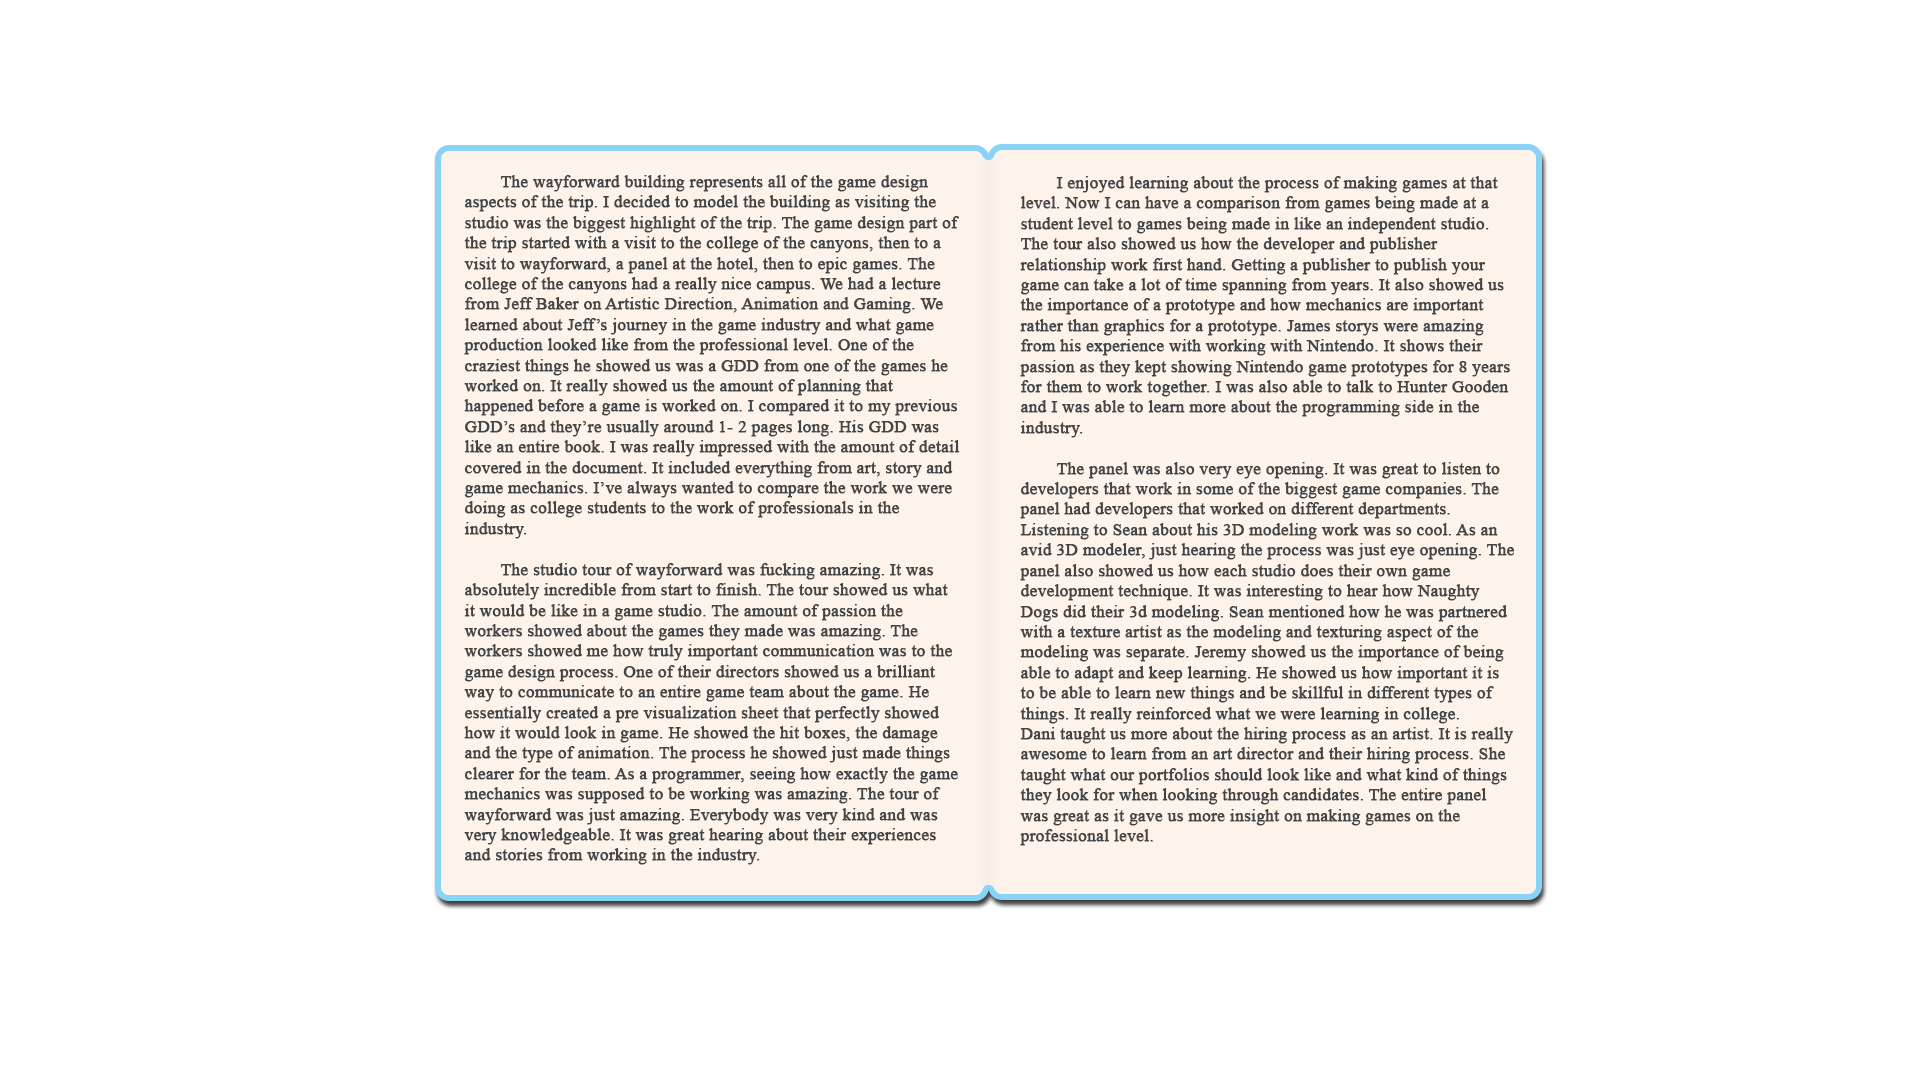 The wayforward building represents all of the game design
aspects of the trip. I decided to model the building as visiting the
studio was the biggest highlight of the trip. The game design part of
the trip started with a visit to the college of the canyons, then to a
visit to wayforward, a panel at the hotel, then to epic games. The
college of the canyons had a really nice campus. We had a lecture
from Jeff Baker on Artistic Direction, Animation and Gaming. We
learned about Jeff’s journey in the game industry and what game
production looked like from the professional level. One of the
craziest things he showed us was a GDD from one of the games he
worked on. It really showed us the amount of planning that
happened before a game is worked on. I compared it to my previous
GDD’s and they’re usually around 1- 2 pages long. His GDD was
like an entire book. I was really impressed with the amount of detail
covered in the document. It included everything from art, story and
game mechanics. I’ve always wanted to compare the work we were
doing as college students to the work of professionals in the
industry.
The studio tour of wayforward was fucking amazing. It was
absolutely incredible from start to finish. The tour showed us what
it would be like in a game studio. The amount of passion the
workers showed about the games they made was amazing. The
workers showed me how truly important communication was to the
game design process. One of their directors showed us a brilliant
way to communicate to an entire game team about the game. He
essentially created a pre visualization sheet that perfectly showed
how it would look in game. He showed the hit boxes, the damage
and the type of animation. The process he showed just made things
clearer for the team. As a programmer, seeing how exactly the game
mechanics was supposed to be working was amazing. The tour of
wayforward was just amazing. Everybody was very kind and was
very knowledgeable. It was great hearing about their experiences
and stories from working in the industry.
I enjoyed learning about the process of making games at that
level. Now I can have a comparison from games being made at a
student level to games being made in like an independent studio.
The tour also showed us how the developer and publisher
relationship work first hand. Getting a publisher to publish your
game can take a lot of time spanning from years. It also showed us
the importance of a prototype and how mechanics are important
rather than graphics for a prototype. James storys were amazing
from his experience with working with Nintendo. It shows their
passion as they kept showing Nintendo game prototypes for 8 years
for them to work together. I was also able to talk to Hunter Gooden
and I was able to learn more about the programming side in the
industry.
The panel was also very eye opening. It was great to listen to
developers that work in some of the biggest game companies. The
panel had developers that worked on different departments.
Listening to Sean about his 3D modeling work was so cool. As an
avid 3D modeler, just hearing the process was just eye opening. The
panel also showed us how each studio does their own game
development technique. It was interesting to hear how Naughty
Dogs did their 3d modeling. Sean mentioned how he was partnered
with a texture artist as the modeling and texturing aspect of the
modeling was separate. Jeremy showed us the importance of being
able to adapt and keep learning. He showed us how important it is
to be able to learn new things and be skillful in different types of
things. It really reinforced what we were learning in college.
Dani taught us more about the hiring process as an artist. It is really
awesome to learn from an art director and their hiring process. She
taught what our portfolios should look like and what kind of things
they look for when looking through candidates. The entire panel
was great as it gave us more insight on making games on the
professional level.